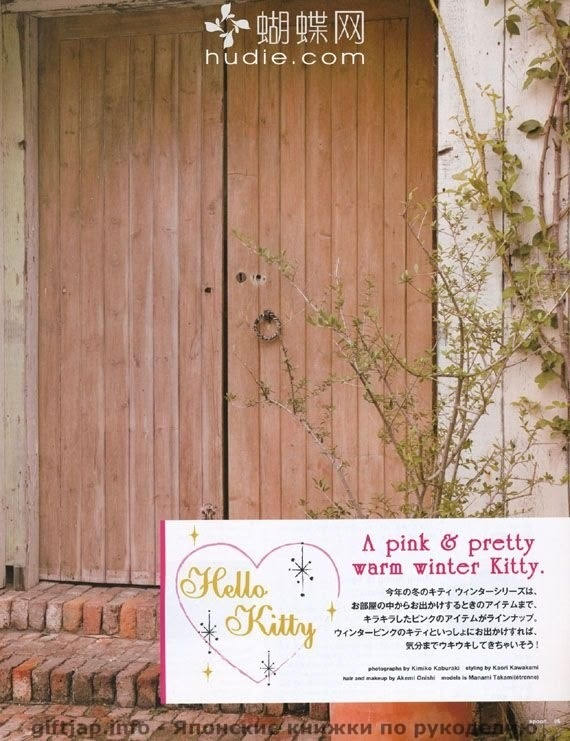 蝴蝶网
hudie.com
A pink & pretty
warm winter Kitty.
Hello
Kitty
今年の冬のキティ ウィンターシリーズは、
お部屋の中からお出かけするときのアイテムまで、
キラキラしたピンクのアイテムがラインナップ。
ウィンターピンクのキティといっしょにお出かけすれば、
気分までウキウキしてきちゃいそう!
photographs by Kimiko Kaburaki styling by Kaori Kawakami
hair and makeup by Akemi Onishi models is Manami Takami(étrenne)
spoon. 05
giftjap.info - Японские книжки по рукоделию